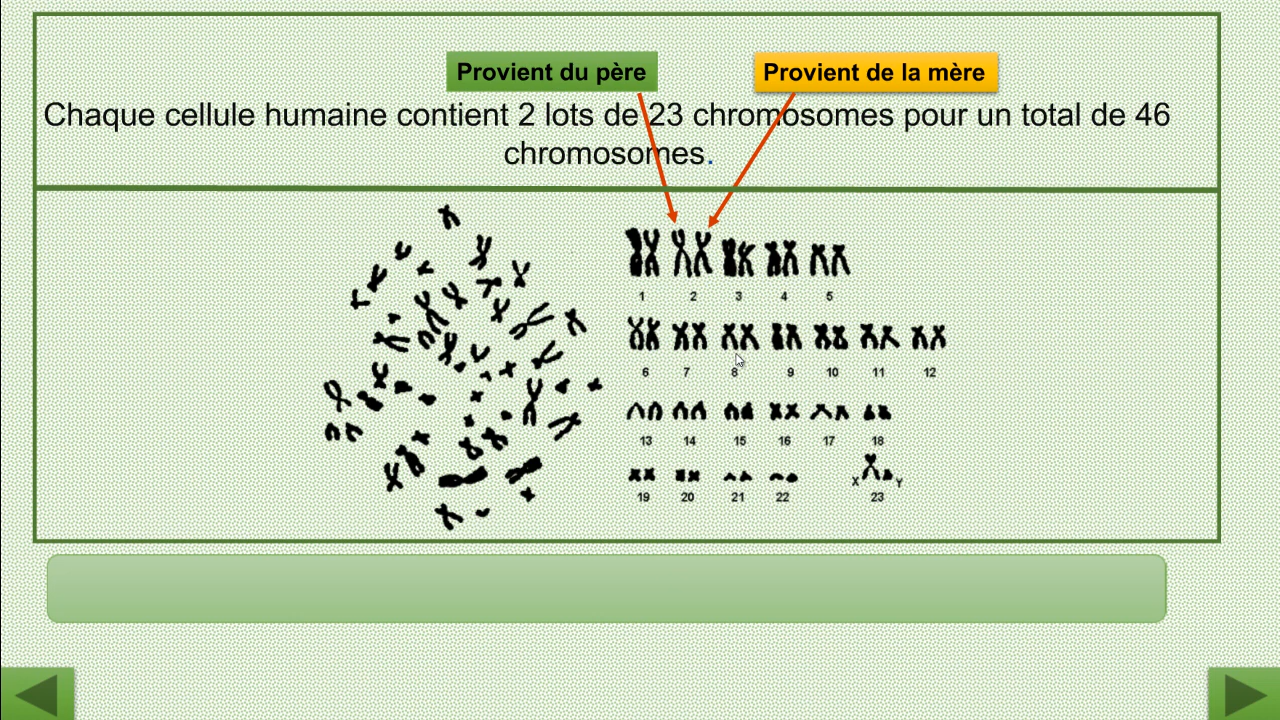 Provient du père
Provient de la mère
Chaque cellule humaine contient 2 lots de 23 chromosomes pour un total de 46
chromosomes.
1 2 3 4 5
6 7 8 9 10 11 12
13 14 15 16 17 18
X Y
19 20 21 22 23